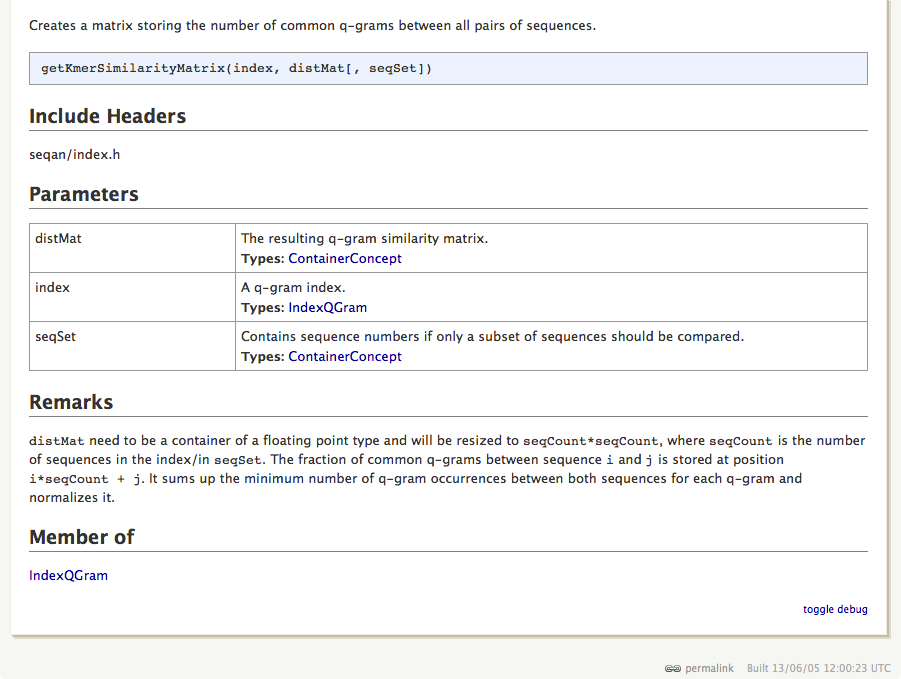 Creates a matrix storing the number of common q-grams between all pairs of sequences.
getKmerSimilarityMatrix(index, distMat[, seqSet])
Include Headers
seqan/index.h
Parameters
distMat
The resulting q-gram similarity matrix.
Types: ContainerConcept
index
A q-gram index.
Types: IndexQGram
seqSet
Contains sequence numbers if only a subset of sequences should be compared.
Types: ContainerConcept
Remarks
distMat need to be a container of a floating point type and will be resized to seqCount*seqCount, where seqCount is the number
of sequences in the index/in seqSet. The fraction of common q-grams between sequence i and j is stored at position
i*seqCount + j. It sums up the minimum number of q-gram occurrences between both sequences for each q-gram and
normalizes it.
Member of
IndexQGram
toggle debug
permalink Built 13/06/05 12:00:23 UTC